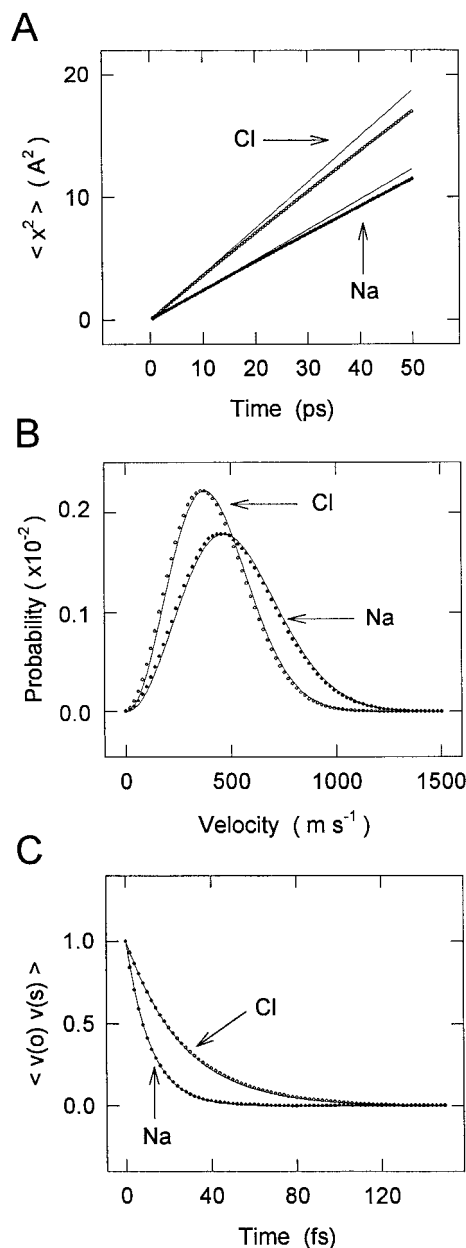 A
20
10
0
< x² > ( A² )
Cl
Na
0 10 20 30 40 50
Time (ps)
B
0.2
0.1
0.0
Probability ( x10⁻² )
Cl
Na
0 500 1000 1500
Velocity ( m s⁻¹ )
C
1.0
0.5
0.0
< v(o) v(s) >
Cl
Na
0 40 80 120
Time (fs)